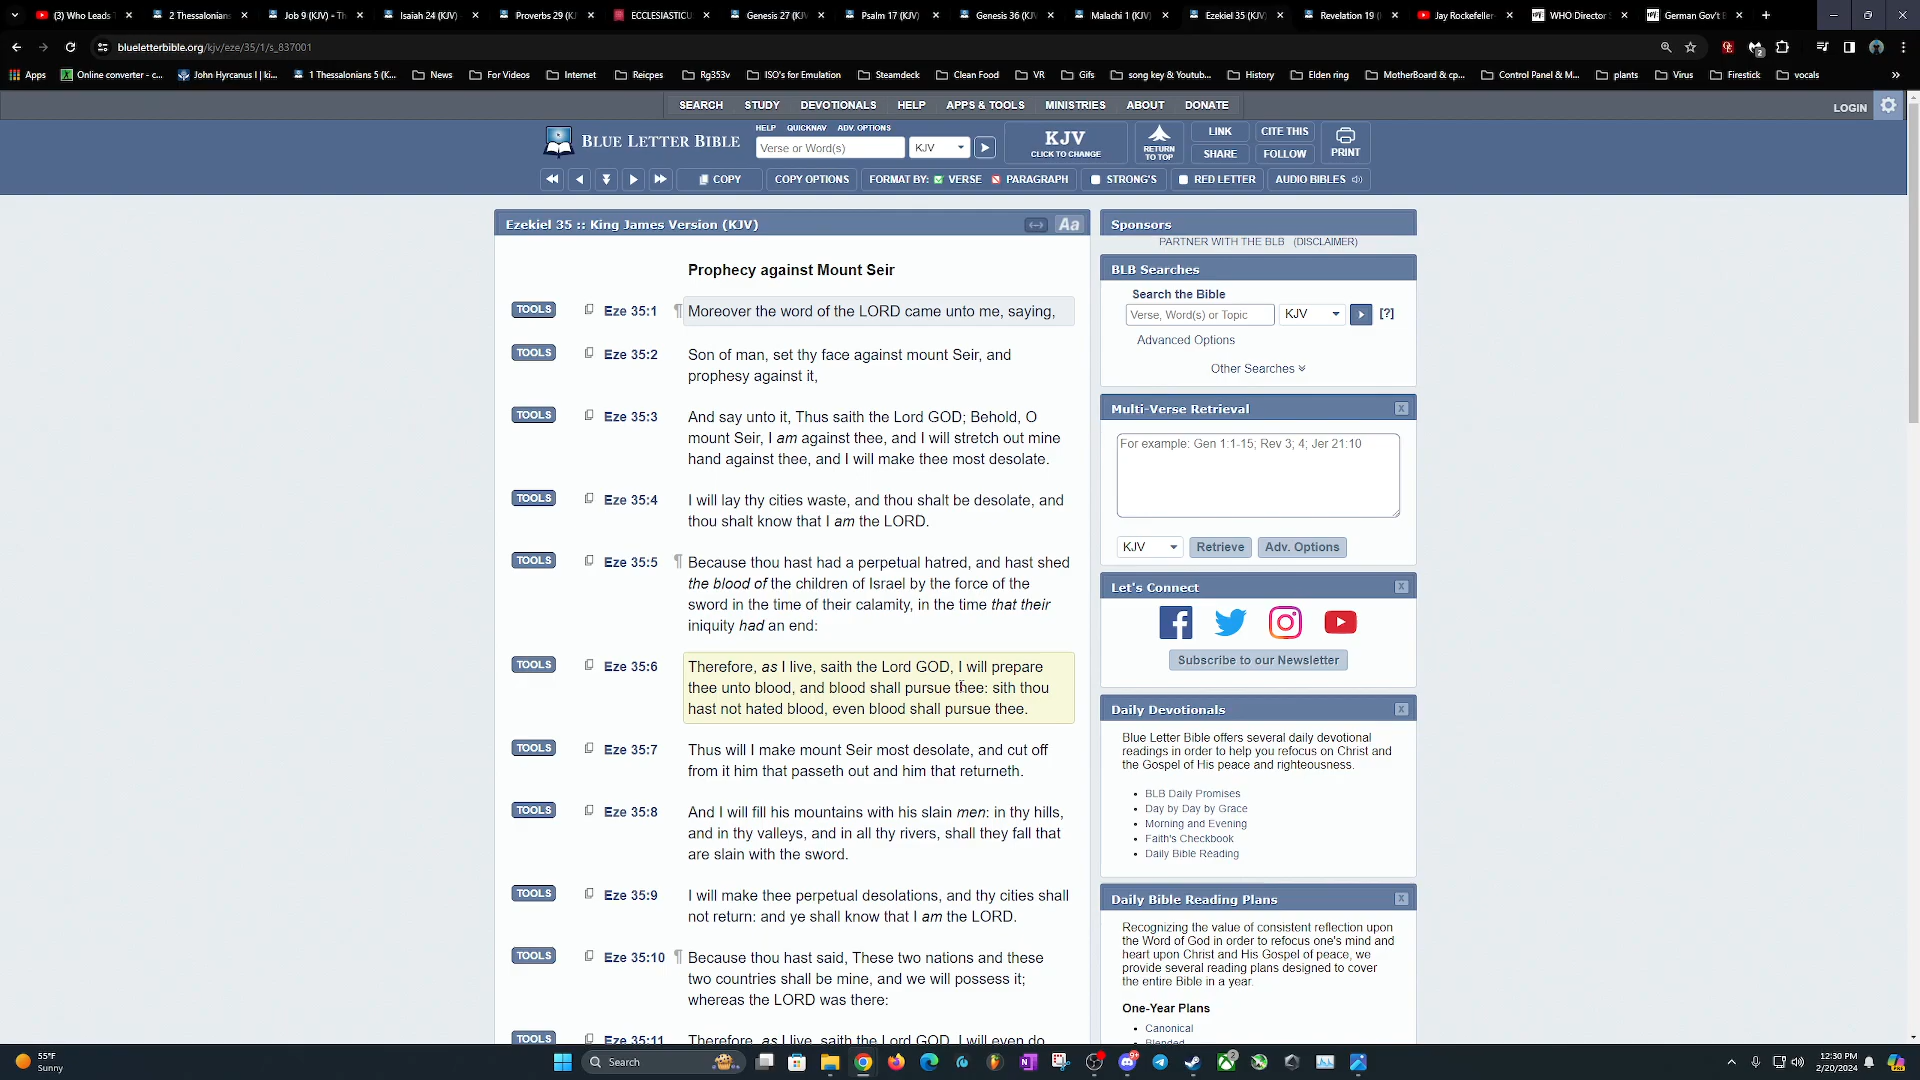 (3) Who Leads T
2 Thessalonians
Job 9 (KJV) - Th
Isaiah 24 (KJV)
Proverbs 29 (KJ
ECCLESIASTICU
Genesis 27 (KJV
Psalm 17 (KJV)
Genesis 36 (KJV
Malachi 1 (KJV)
Ezekiel 35 (KJV)
Revelation 19 (
Jay Rockefeller
WHO Director
German Gov't E
blueletterbible.org/kjv/eze/35/1/s_837001
Apps
Online converter - c...
John Hyrcanus I | ki...
1 Thessalonians 5 (K...
News
For Videos
Internet
Reicpes
Rg353v
ISO's for Emulation
Steamdeck
Clean Food
VR
Gifs
song key & Youtub...
History
Elden ring
MotherBoard & cp...
Control Panel & M...
plants
Virus
Firestick
vocals
SEARCH STUDY DEVOTIONALS HELP APPS & TOOLS MINISTRIES ABOUT DONATE
LOGIN
BLUE LETTER BIBLE
HELP QUICKNAV ADV. OPTIONS
Verse or Word(s)
KJV
KJV
CLICK TO CHANGE
RETURN
TO TOP
LINK
CITE THIS
SHARE
FOLLOW
PRINT
COPY
COPY OPTIONS
FORMAT BY: VERSE PARAGRAPH
STRONG'S
RED LETTER
AUDIO BIBLES
Ezekiel 35 :: King James Version (KJV)
Aa
Prophecy against Mount Seir
TOOLS Eze 35:1 ¶ Moreover the word of the LORD came unto me, saying,
TOOLS Eze 35:2 Son of man, set thy face against mount Seir, and
prophesy against it,
TOOLS Eze 35:3 And say unto it, Thus saith the Lord GOD; Behold, O
mount Seir, I am against thee, and I will stretch out mine
hand against thee, and I will make thee most desolate.
TOOLS Eze 35:4 I will lay thy cities waste, and thou shalt be desolate, and
thou shalt know that I am the LORD.
TOOLS Eze 35:5 ¶ Because thou hast had a perpetual hatred, and hast shed
the blood of the children of Israel by the force of the
sword in the time of their calamity, in the time that their
iniquity had an end:
TOOLS Eze 35:6 Therefore, as I live, saith the Lord GOD, I will prepare
thee unto blood, and blood shall pursue thee: sith thou
hast not hated blood, even blood shall pursue thee.
TOOLS Eze 35:7 Thus will I make mount Seir most desolate, and cut off
from it him that passeth out and him that returneth.
TOOLS Eze 35:8 And I will fill his mountains with his slain men: in thy hills,
and in thy valleys, and in all thy rivers, shall they fall that
are slain with the sword.
TOOLS Eze 35:9 I will make thee perpetual desolations, and thy cities shall
not return: and ye shall know that I am the LORD.
TOOLS Eze 35:10 ¶ Because thou hast said, These two nations and these
two countries shall be mine, and we will possess it;
whereas the LORD was there:
TOOLS Eze 35:11 Therefore, as I live, saith the Lord GOD, I will even do
Sponsors
PARTNER WITH THE BLB (DISCLAIMER)
BLB Searches
Search the Bible
Verse, Word(s) or Topic
KJV
[?]
Advanced Options
Other Searches
Multi-Verse Retrieval
For example: Gen 1:1-15; Rev 3; 4; Jer 21:10
KJV
Retrieve
Adv. Options
Let's Connect
Subscribe to our Newsletter
Daily Devotionals
Blue Letter Bible offers several daily devotional
readings in order to help you refocus on Christ and
the Gospel of His peace and righteousness.
BLB Daily Promises
Day by Day by Grace
Morning and Evening
Faith's Checkbook
Daily Bible Reading
Daily Bible Reading Plans
Recognizing the value of consistent reflection upon
the Word of God in order to refocus one's mind and
heart upon Christ and His Gospel of peace, we
provide several reading plans designed to cover
the entire Bible in a year.
One-Year Plans
Canonical
Blended
55°F
Sunny
Search
12:30 PM
2/20/2024